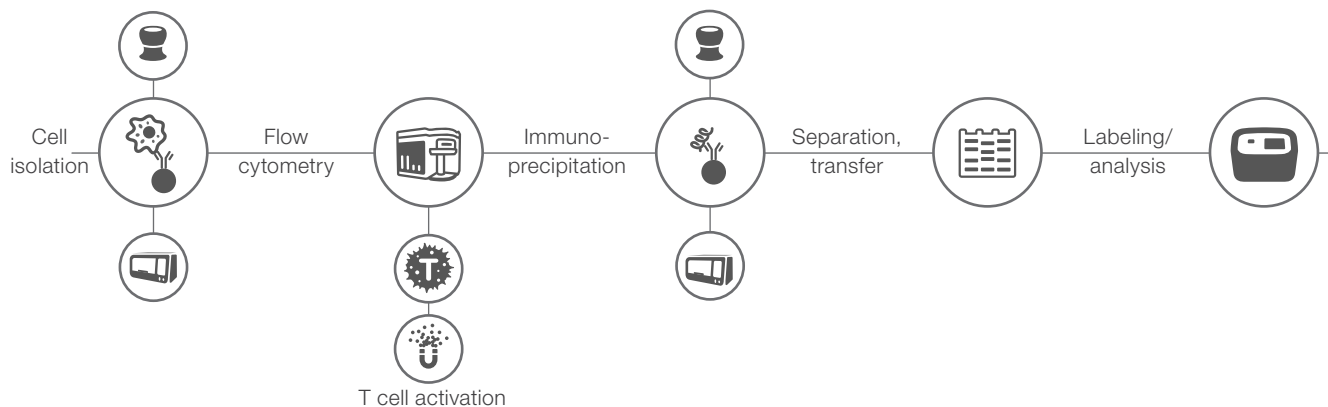 Cell
isolation
Flow
cytometry
Immuno-
precipitation
Separation,
transfer
Labeling/
analysis
T
T cell activation